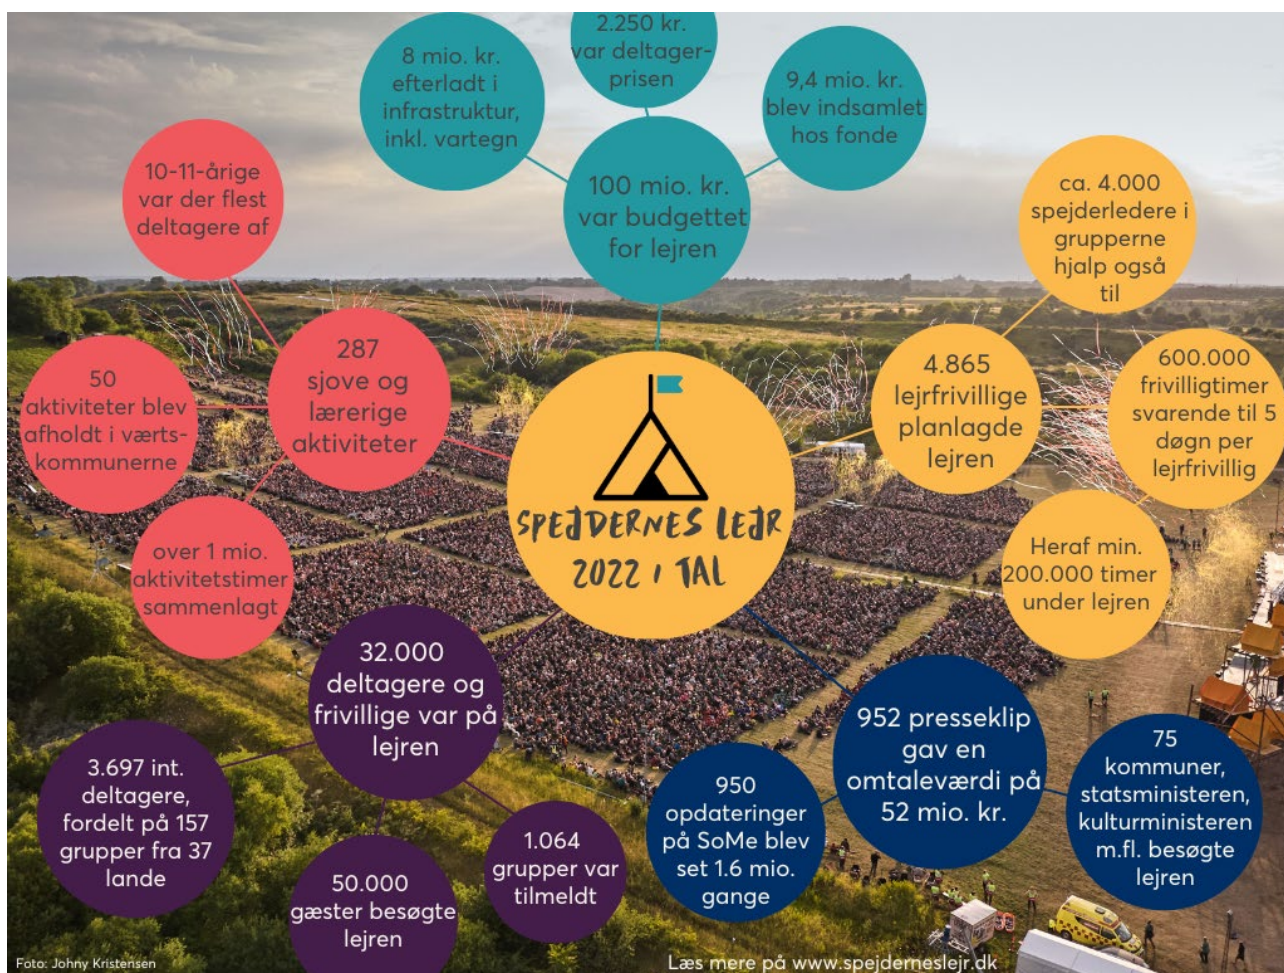 2.250 kr.
var deltager-
prisen
8 mio. kr.
efterladt i
infrastruktur,
inkl. vartegn
9,4 mio. kr.
blev indsamlet
hos fonde
100 mio. kr.
var budgettet
for lejren
10-11-årige
var der flest
deltagere af
287
sjove og
lærerige
aktiviteter
50
aktiviteter blev
afholdt i værts-
kommunerne
over 1 mio.
aktivitetstimer
sammenlagt
ca. 4.000
spejderledere i
grupperne
hjalp også
til
4.865
lejrfrivillige
planlagde
lejren
600.000
frivilligtimer
svarende til 5
døgn per
lejrfrivillig
Heraf min.
200.000 timer
under lejren
SPEJDERNES LEJR
2022 I TAL
32.000
deltagere og
frivillige var på
lejren
3.697 int.
deltagere,
fordelt på 157
grupper fra 37
lande
50.000
gæster besøgte
lejren
1.064
grupper var
tilmeldt
952 presseklip
gav en
omtaleværdi på
52 mio. kr.
950
opdateringer
på SoMe blev
set 1.6 mio.
gange
75
kommuner,
statsministeren,
kulturministeren
m.fl. besøgte
lejren
Foto: Johny Kristensen
Læs mere på www.spejderneslejr.dk